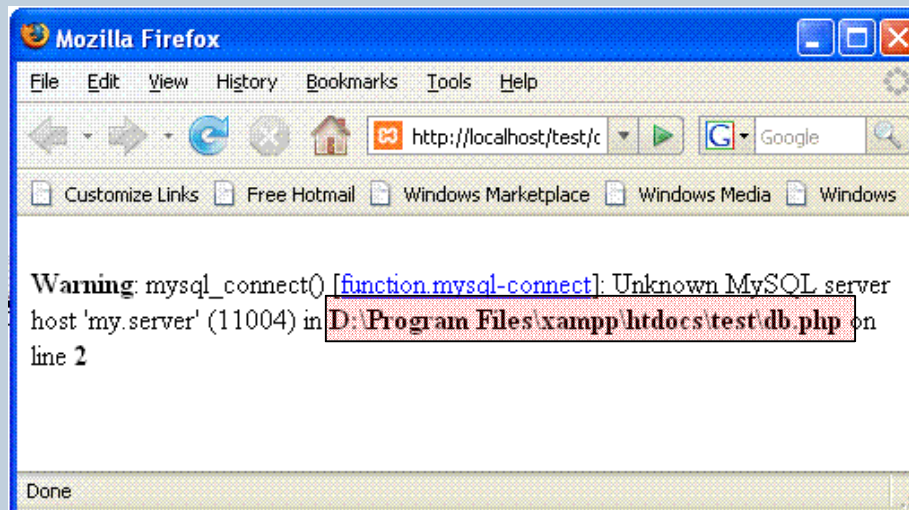 Mozilla Firefox
File Edit View History Bookmarks Tools Help
http://localhost/test/c G Google
Customize Links Free Hotmail Windows Marketplace Windows Media Windows
Warning: mysql_connect() [function.mysql-connect]: Unknown MySQL server
host 'my.server' (11004) in D:\Program Files\xampp\htdocs\test\db.php on
line 2
Done